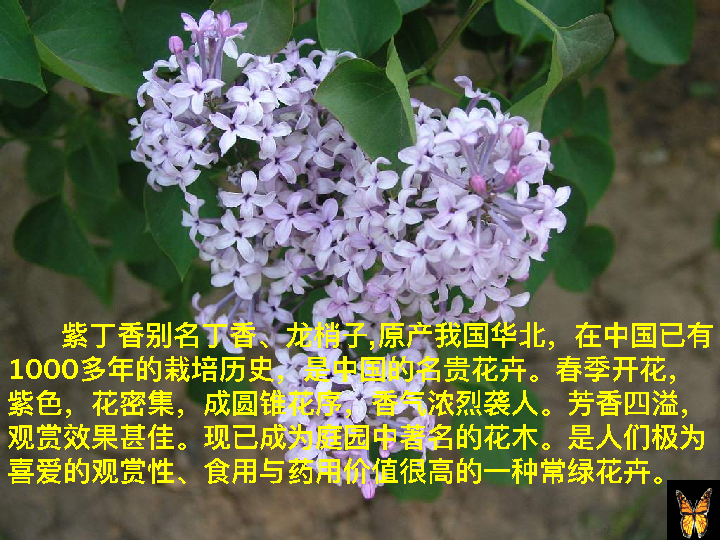 紫丁香别名丁香、龙梢子,原产我国华北，在中国已有
1000多年的栽培历史，是中国的名贵花卉。春季开花，
紫色，花密集，成圆锥花序，香气浓烈袭人。芳香四溢，
观赏效果甚佳。现已成为庭园中著名的花木。是人们极为
喜爱的观赏性、食用与药用价值很高的一种常绿花卉。